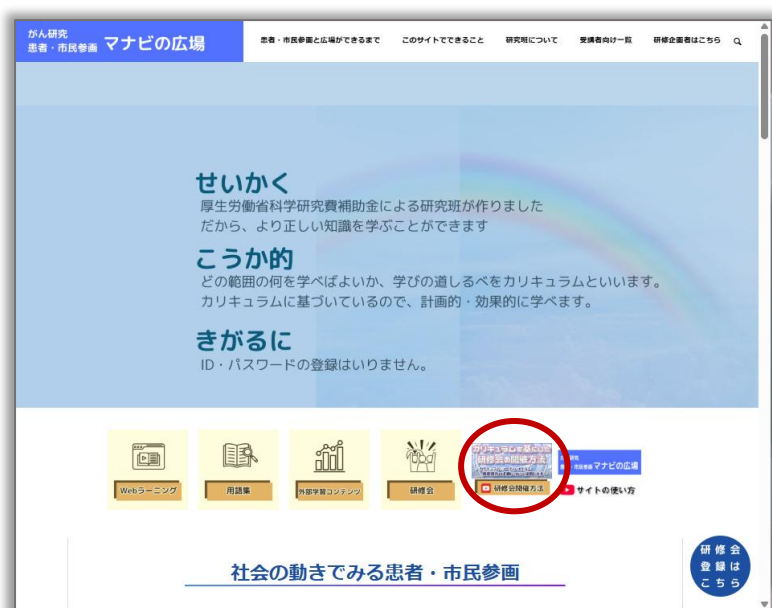 がん研究
患者・市民参画 マナビの広場
患者・市民参画と広場ができるまで このサイトでできること 研究班について 受講者向け一覧 研修企画者はこちら
せいかく
厚生労働省科学研究費補助金による研究班が作りました
だから、より正しい知識を学ぶことができます
こうか的
どの範囲の何を学べばよいか、学びの道しるべをカリキュラムといいます。
カリキュラムに基づいているので、計画的・効果的に学べます。
きがるに
ID・パスワードの登録はいりません。
カリキュラムを基にした
研修会の開催方法
Webラーニング
用語集
外部学習コンテンツ
研修会
研修会開催方法
マナビの広場
サイトの使い方
研修会
登録は
こちら
社会の動きでみる患者・市民参画